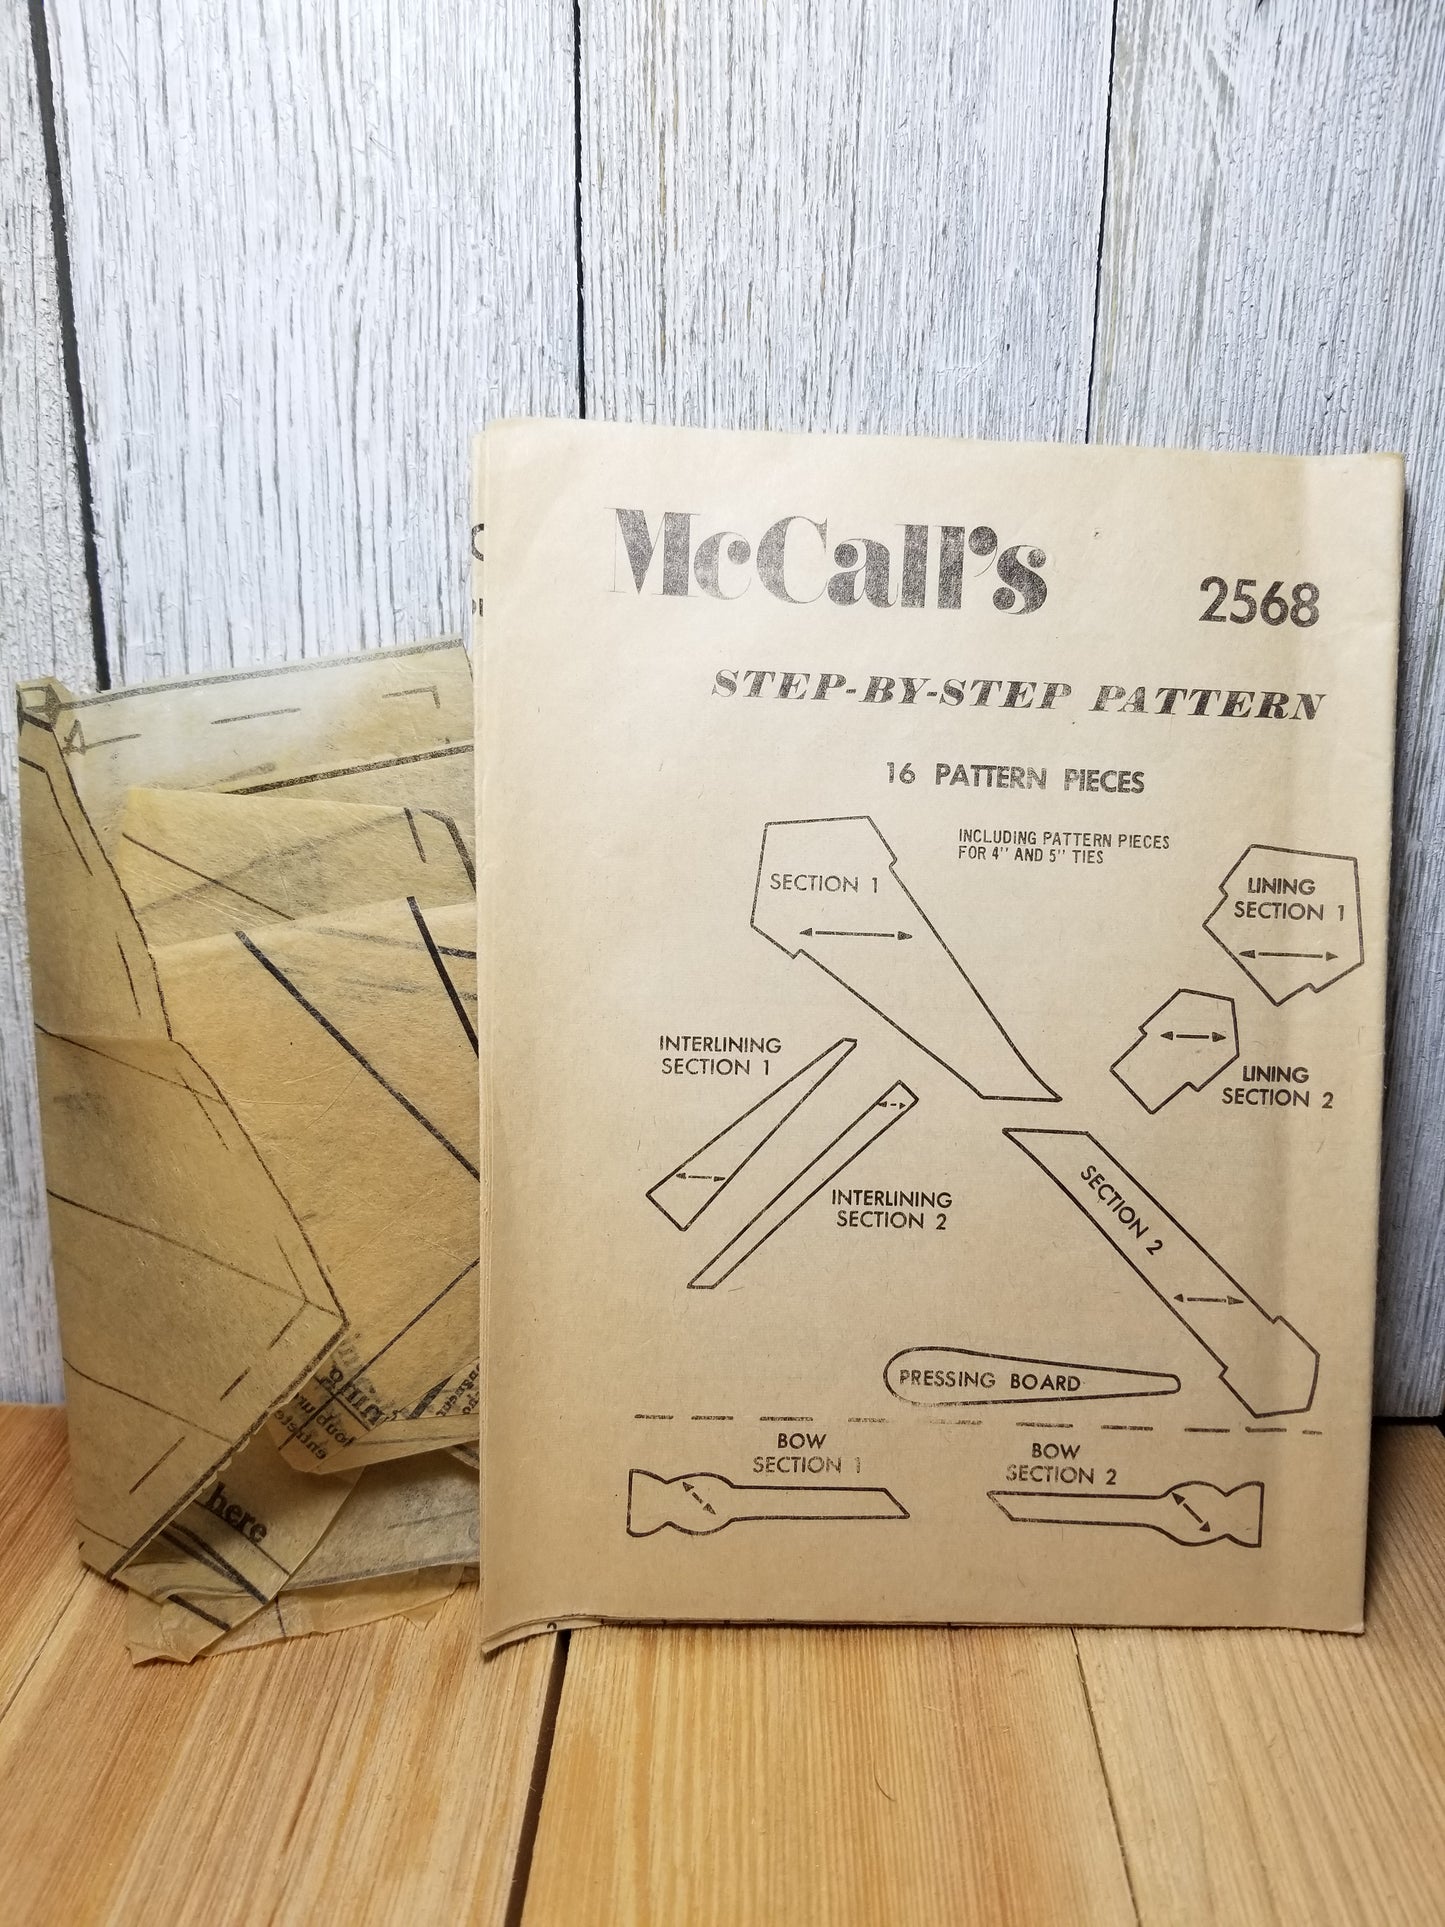 McCall's
2568
STEP-BY-STEP PATTERN
16 PATTERN PIECES
INCLUDING PATTERN PIECES
FOR 4" AND 5" TIES
SECTION 1
LINING
SECTION 1
INTERLINING
SECTION 1
LINING
SECTION 2
INTERLINING
SECTION 2
SECTION 2
PRESSING BOARD
BOW
SECTION 1
BOW
SECTION 2
here